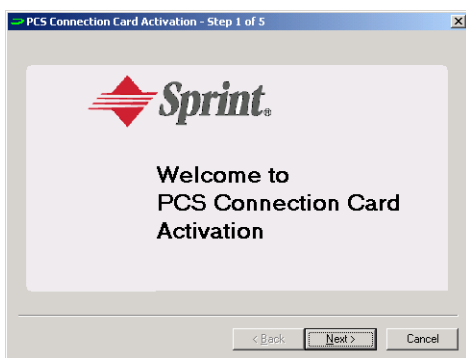 PCS Connection Card Activation - Step 1 of 5
Sprint®
Welcome to
PCS Connection Card
Activation
< Back Next > Cancel